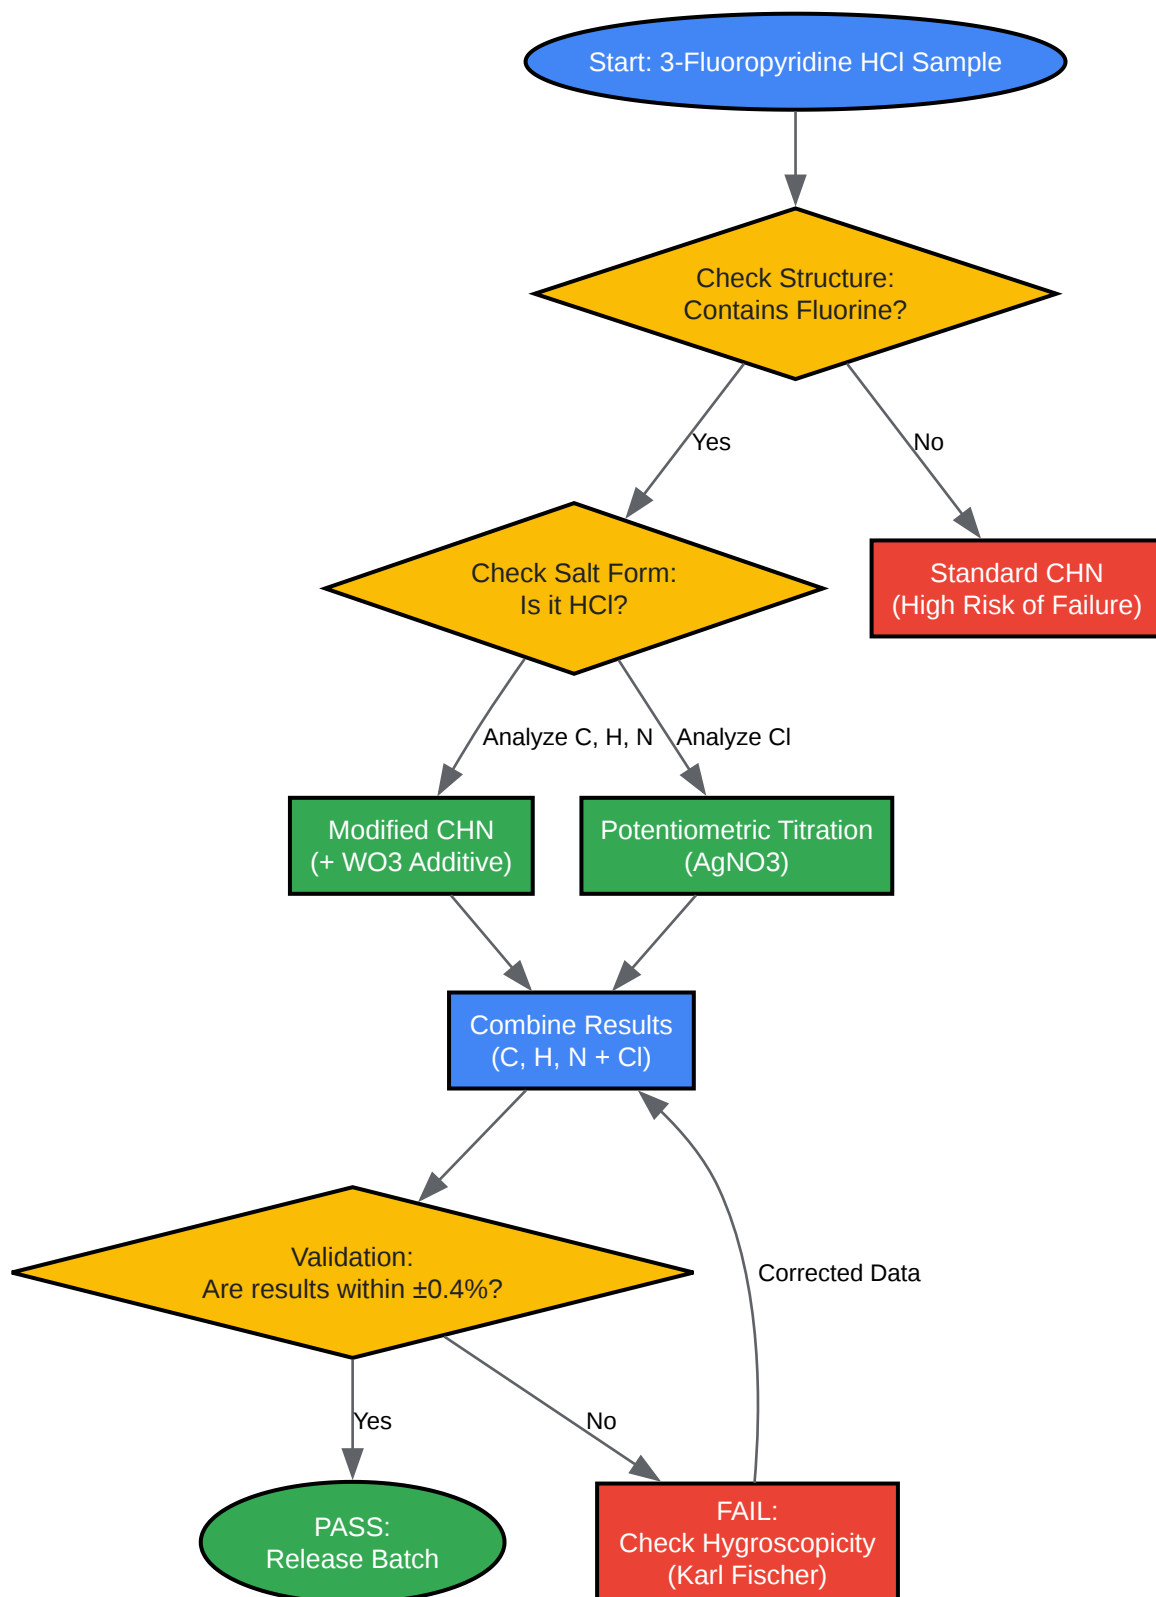 Start: 3-Fluoropyridine HCl Sample
Check Structure:
Contains Fluorine?
Yes
No
Check Salt Form:
Is it HCl?
Standard CHN
(High Risk of Failure)
Analyze C, H, N
Analyze Cl
Modified CHN
(+ WO3 Additive)
Potentiometric Titration
(AgNO3)
Combine Results
(C, H, N + Cl)
Validation:
Are results within ±0.4%?
Corrected Data
Yes
No
PASS:
Release Batch
FAIL:
Check Hygroscopicity
(Karl Fischer)